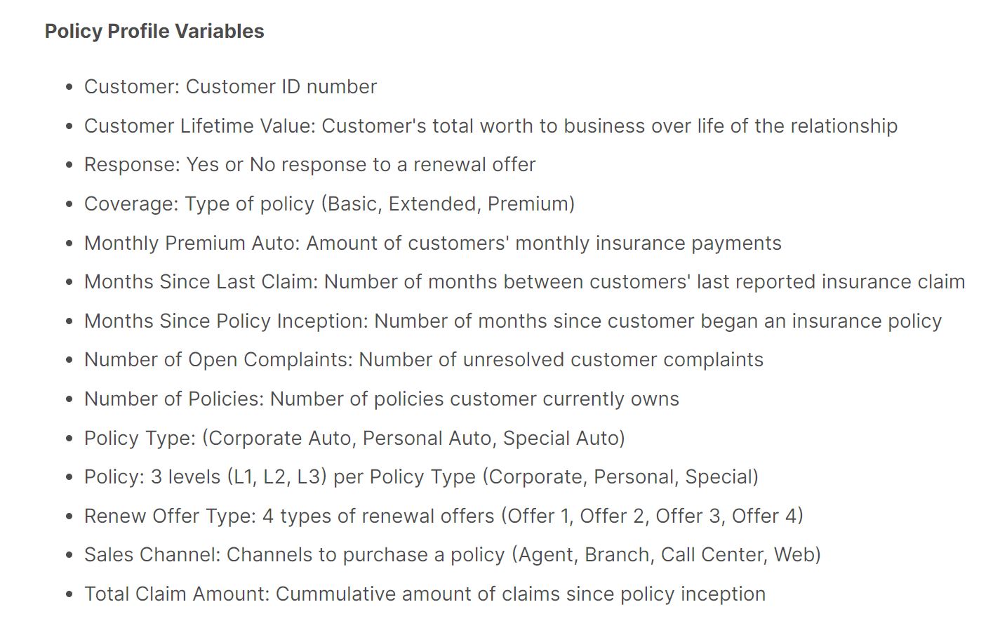 Policy Profile Variables
• Customer: Customer ID number
• Customer Lifetime Value: Customer's total worth to business over life of the relationship
• Response: Yes or No response to a renewal offer
• Coverage: Type of policy (Basic, Extended, Premium)
• Monthly Premium Auto: Amount of customers' monthly insurance payments
• Months Since Last Claim: Number of months between customers' last reported insurance claim
• Months Since Policy Inception: Number of months since customer began an insurance policy
• Number of Open Complaints: Number of unresolved customer complaints
• Number of Policies: Number of policies customer currently owns
• Policy Type: (Corporate Auto, Personal Auto, Special Auto)
• Policy: 3 levels (L1, L2, L3) per Policy Type (Corporate, Personal, Special)
• Renew Offer Type: 4 types of renewal offers (Offer 1, Offer 2, Offer 3, Offer 4)
• Sales Channel: Channels to purchase a policy (Agent, Branch, Call Center, Web)
• Total Claim Amount: Cummulative amount of claims since policy inception